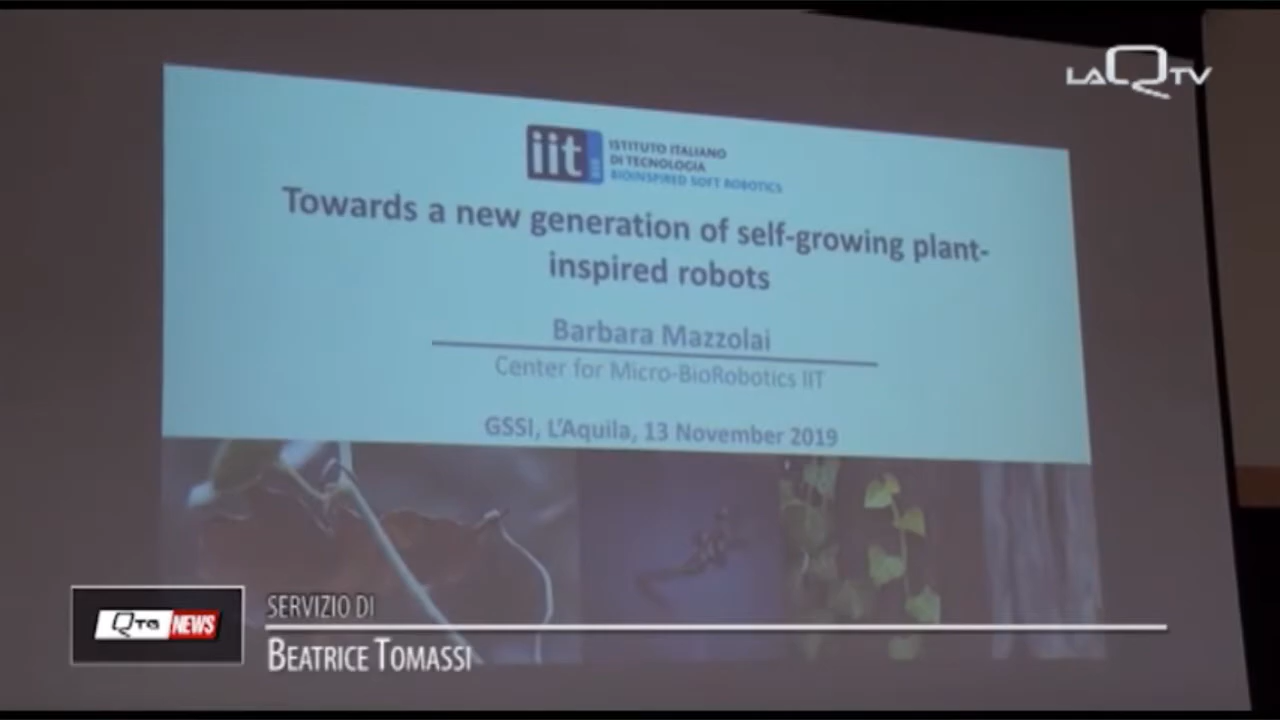 LAQTV
iit
ISTITUTO ITALIANO
DI TECNOLOGIA
BIOINSPIRED SOFT ROBOTICS
Towards a new generation of self-growing plant-
inspired robots
Barbara Mazzolai
Center for Micro-BioRobotics IIT
GSSI, L'Aquila, 13 November 2019
QTG NEWS
SERVIZIO DI
BEATRICE TOMASSI